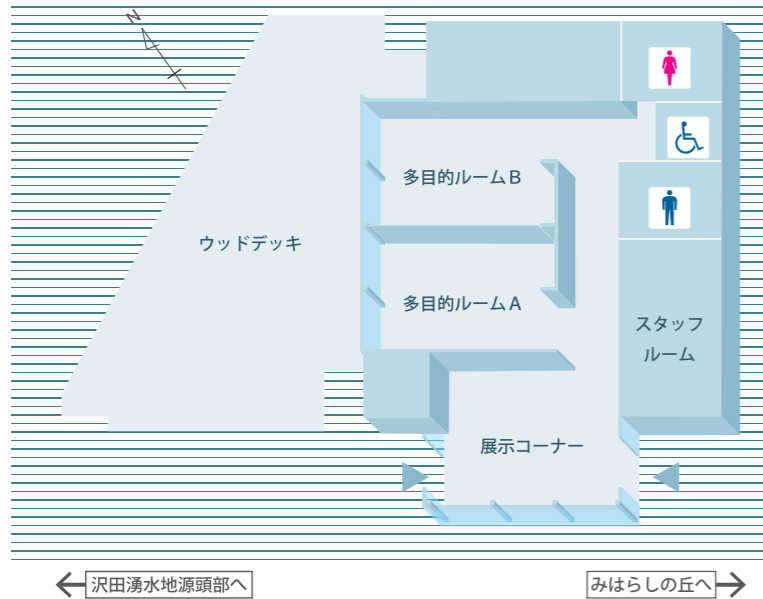 N
多目的ルームB
ウッドデッキ
多目的ルームA
スタッフ
ルーム
展示コーナー
沢田湧水地源頭部へ
みはらしの丘へ